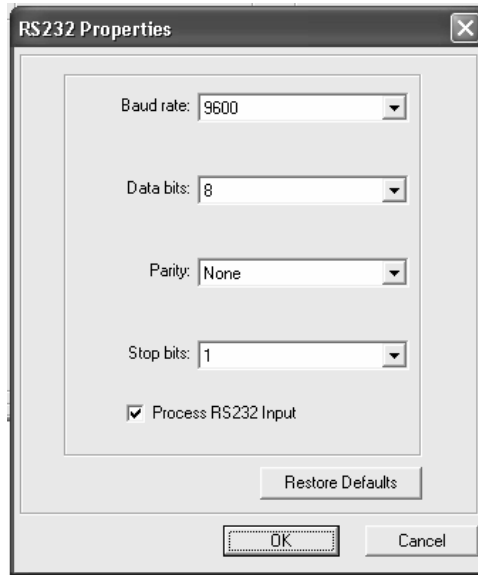 RS232 Properties
Baud rate: 9600
Data bits: 8
Parity: None
Stop bits: 1
Process RS232 Input
Restore Defaults
OK Cancel